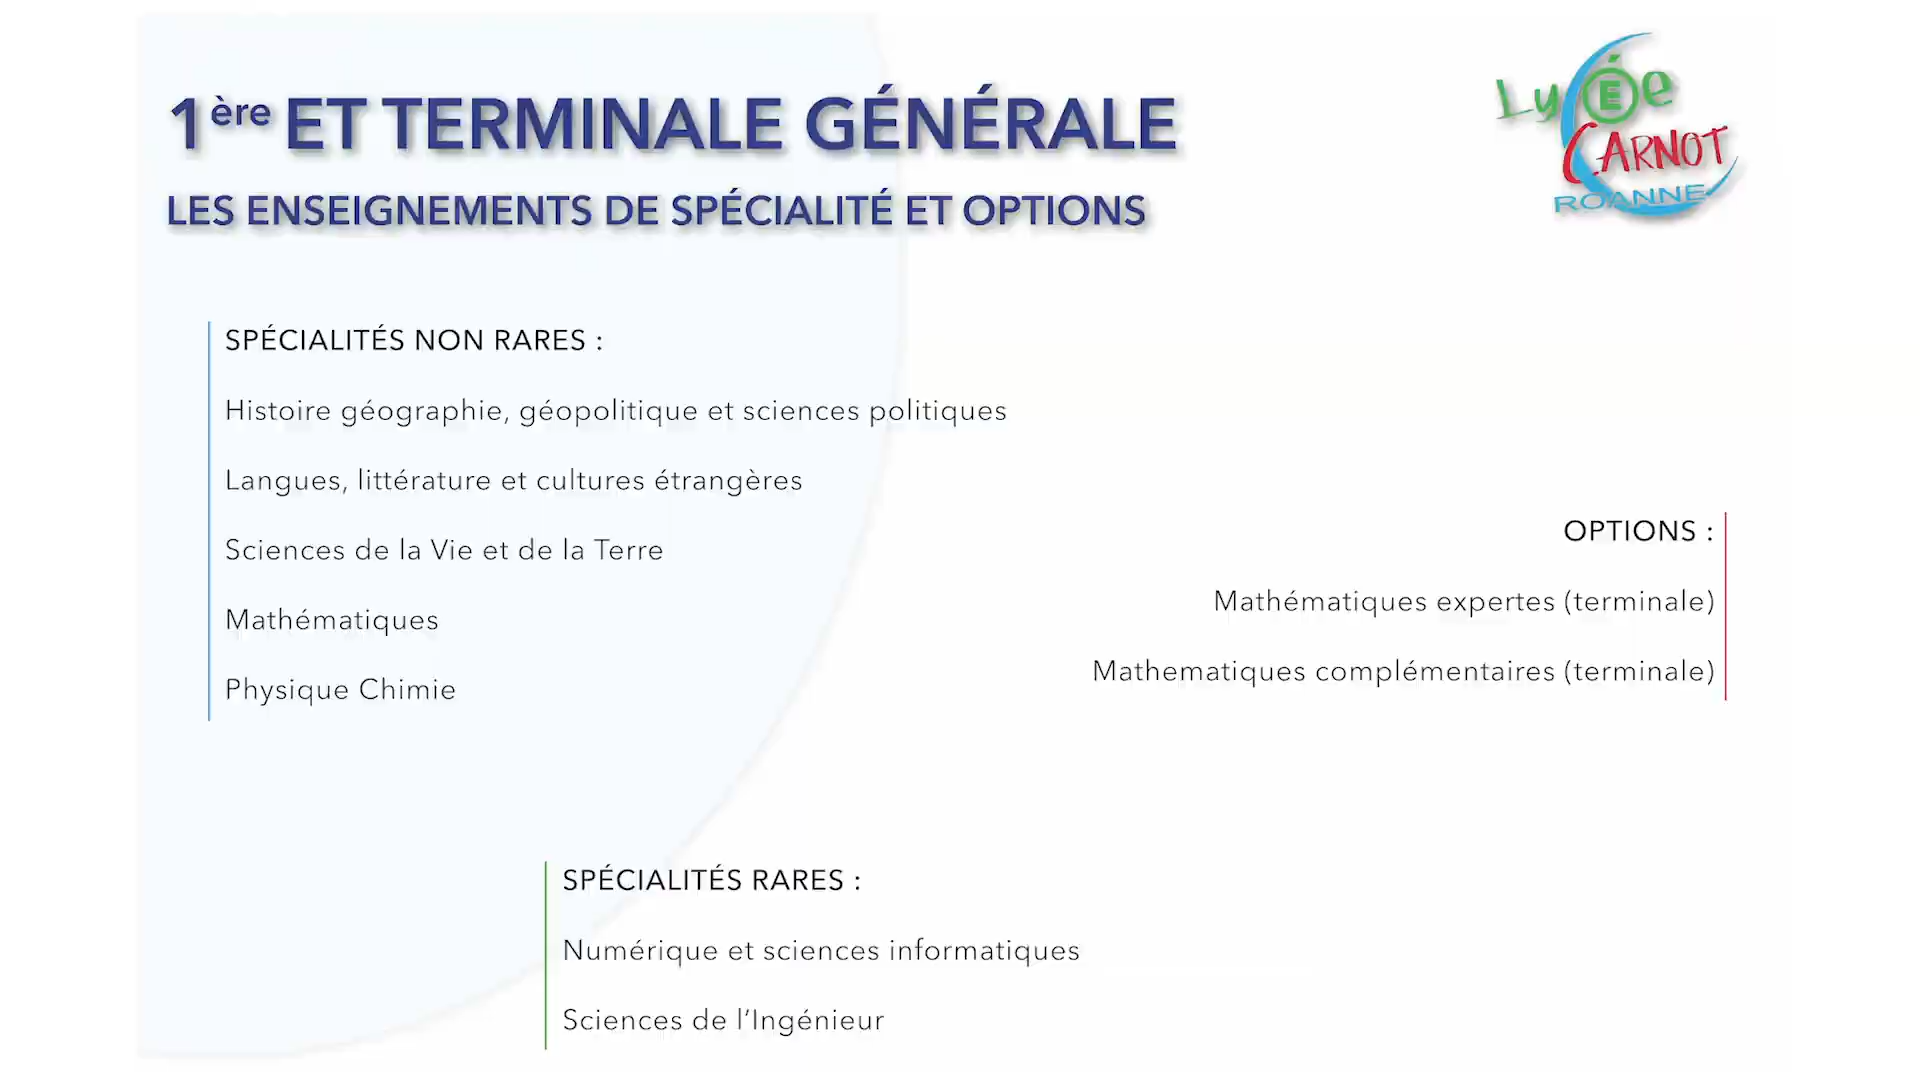 1ère ET TERMINALE GÉNÉRALE
LES ENSEIGNEMENTS DE SPÉCIALITÉ ET OPTIONS
LyCÉe
CARNOT
ROANNE
SPÉCIALITÉS NON RARES :
Histoire géographie, géopolitique et sciences politiques
Langues, littérature et cultures étrangères
Sciences de la Vie et de la Terre
Mathématiques
Physique Chimie
OPTIONS :
Mathématiques expertes (terminale)
Mathematiques complémentaires (terminale)
SPÉCIALITÉS RARES :
Numérique et sciences informatiques
Sciences de l’Ingénieur